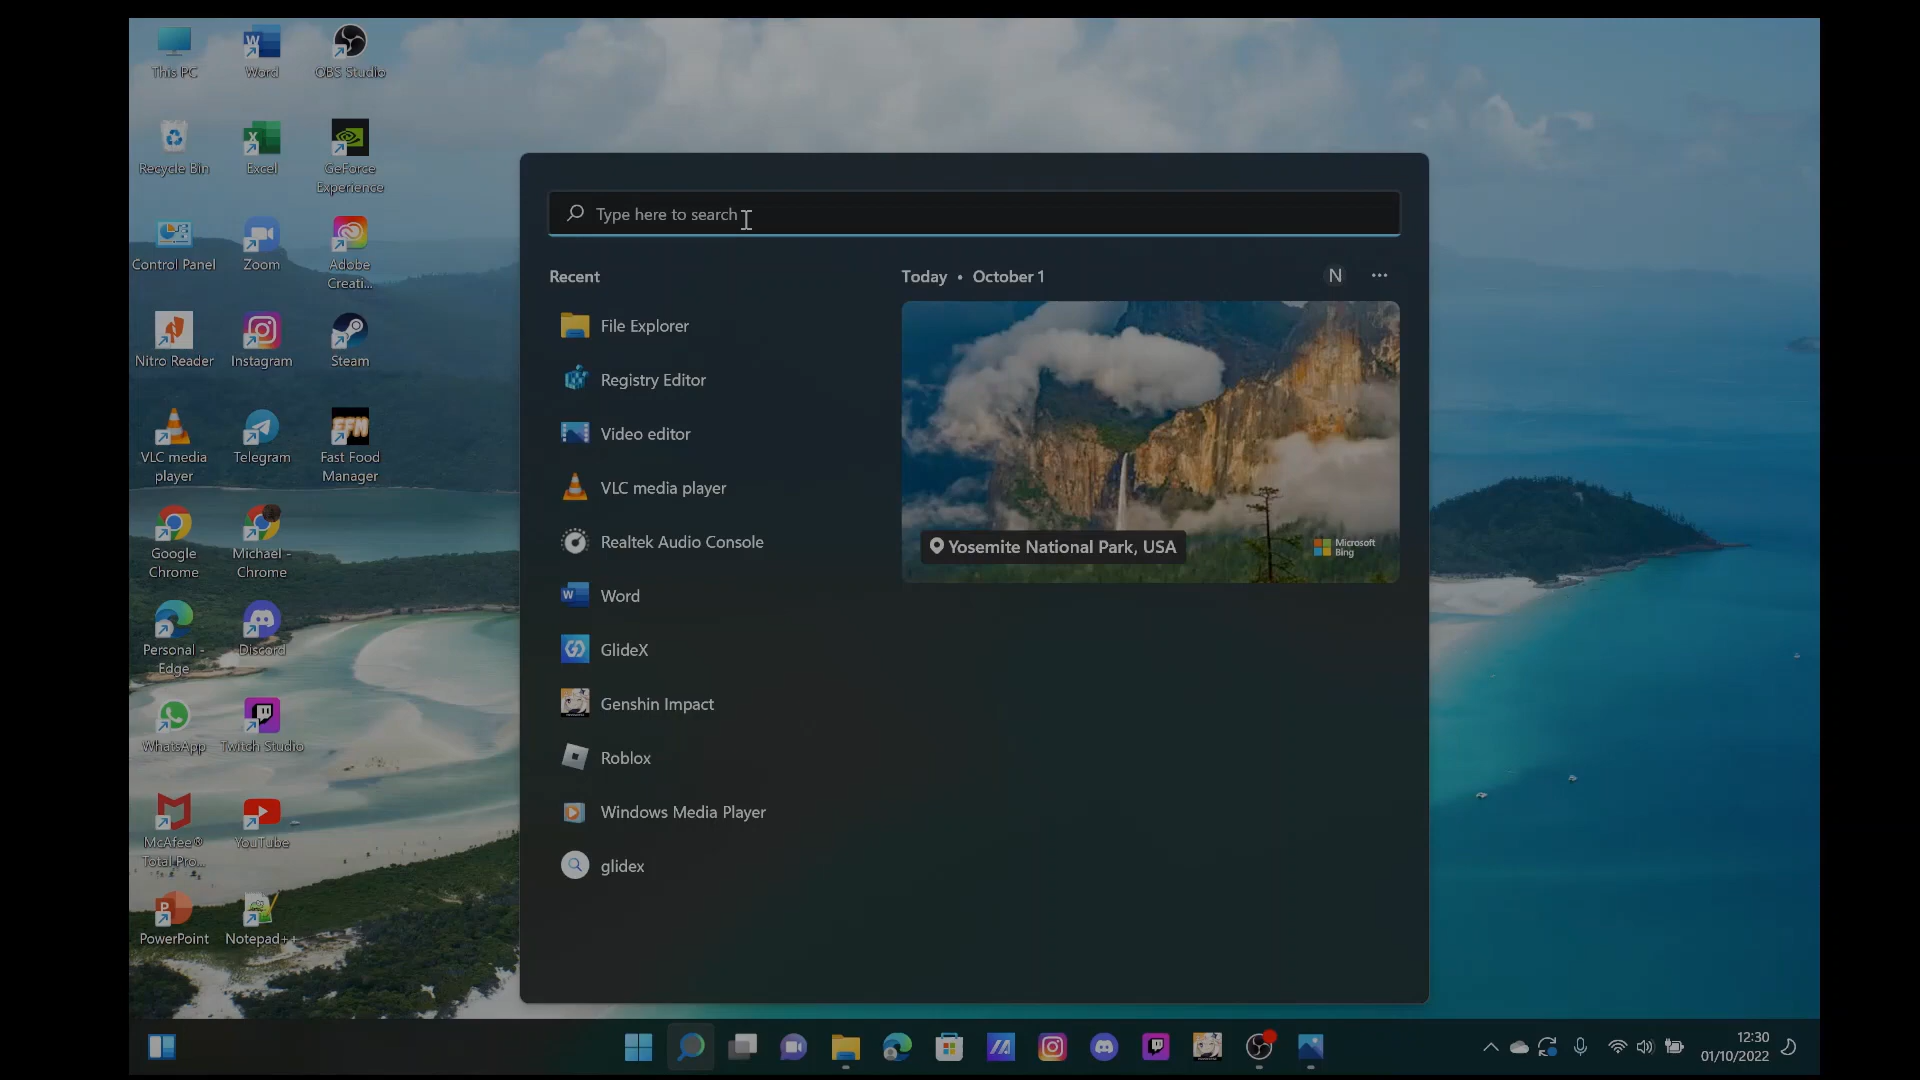 This PC
Word
OBS Studio
Recycle Bin
Excel
GeForce
Experience
Control Panel
Zoom
Adobe
Creati...
Nitro Reader
Instagram
Steam
VLC media
player
Telegram
EFM
Fast Food
Manager
Google
Chrome
Michael -
Chrome
Personal -
Edge
Discord
WhatsApp
Twitch Studio
McAfee®
Total Pro...
YouTube
PowerPoint
Notepad++
Type here to search
Recent
File Explorer
Registry Editor
Video editor
VLC media player
Realtek Audio Console
Word
GlideX
Genshin Impact
Roblox
Windows Media Player
glidex
Today • October 1
N
Yosemite National Park, USA
Microsoft
Bing
12:30
01/10/2022